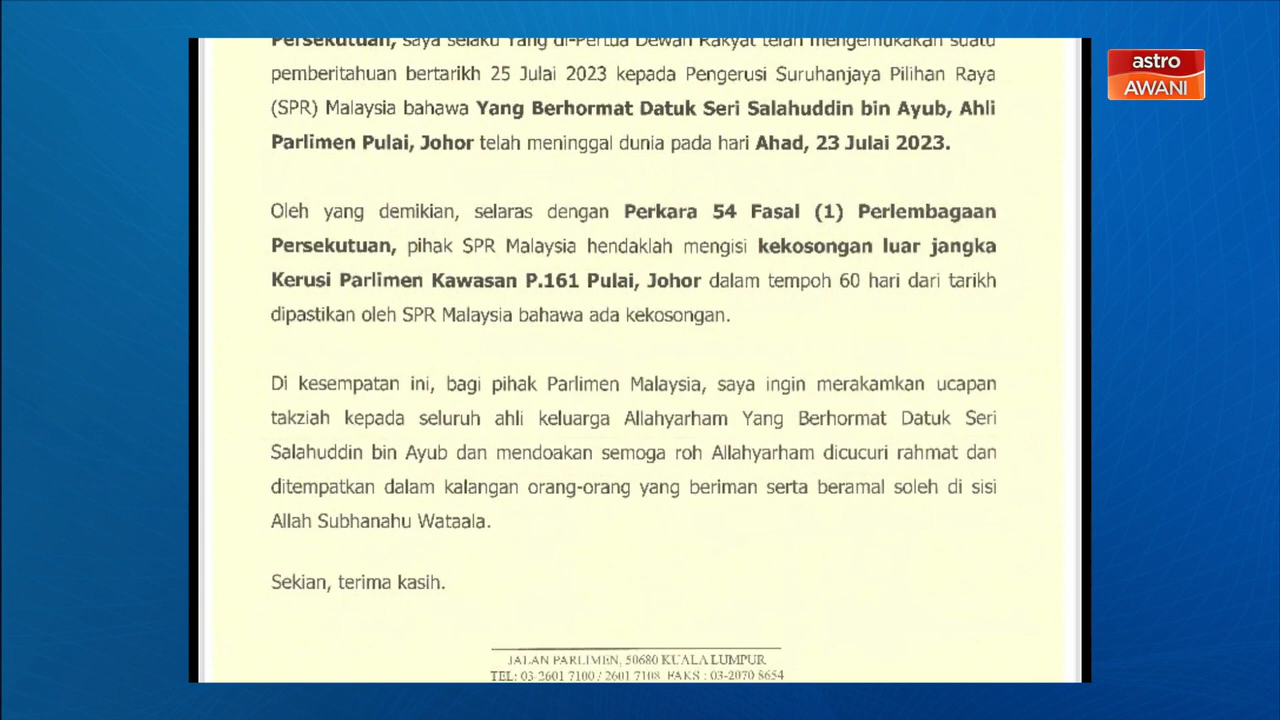 Persekutuan, saya selaku Yang di-Pertua Dewan Rakyat telah mengemukakan suatu
pemberitahuan bertarikh 25 Julai 2023 kepada Pengerusi Suruhanjaya Pilihan Raya
(SPR) Malaysia bahawa Yang Berhormat Datuk Seri Salahuddin bin Ayub, Ahli
Parlimen Pulai, Johor telah meninggal dunia pada hari Ahad, 23 Julai 2023.
Oleh yang demikian, selaras dengan Perkara 54 Fasal (1) Perlembagaan
Persekutuan, pihak SPR Malaysia hendaklah mengisi kekosongan luar jangka
Kerusi Parlimen Kawasan P.161 Pulai, Johor dalam tempoh 60 hari dari tarikh
dipastikan oleh SPR Malaysia bahawa ada kekosongan.
Di kesempatan ini, bagi pihak Parlimen Malaysia, saya ingin merakamkan ucapan
takziah kepada seluruh ahli keluarga Allahyarham Yang Berhormat Datuk Seri
Salahuddin bin Ayub dan mendoakan semoga roh Allahyarham dicucuri rahmat dan
ditempatkan dalam kalangan orang-orang yang beriman serta beramal soleh di sisi
Allah Subhanahu Wataala.
Sekian, terima kasih.
JALAN PARLIMEN, 50680 KUALA LUMPUR
TEL: 03-2601 7100 / 2601 7108 FAKS : 03-2070 8654
astro
AWANI